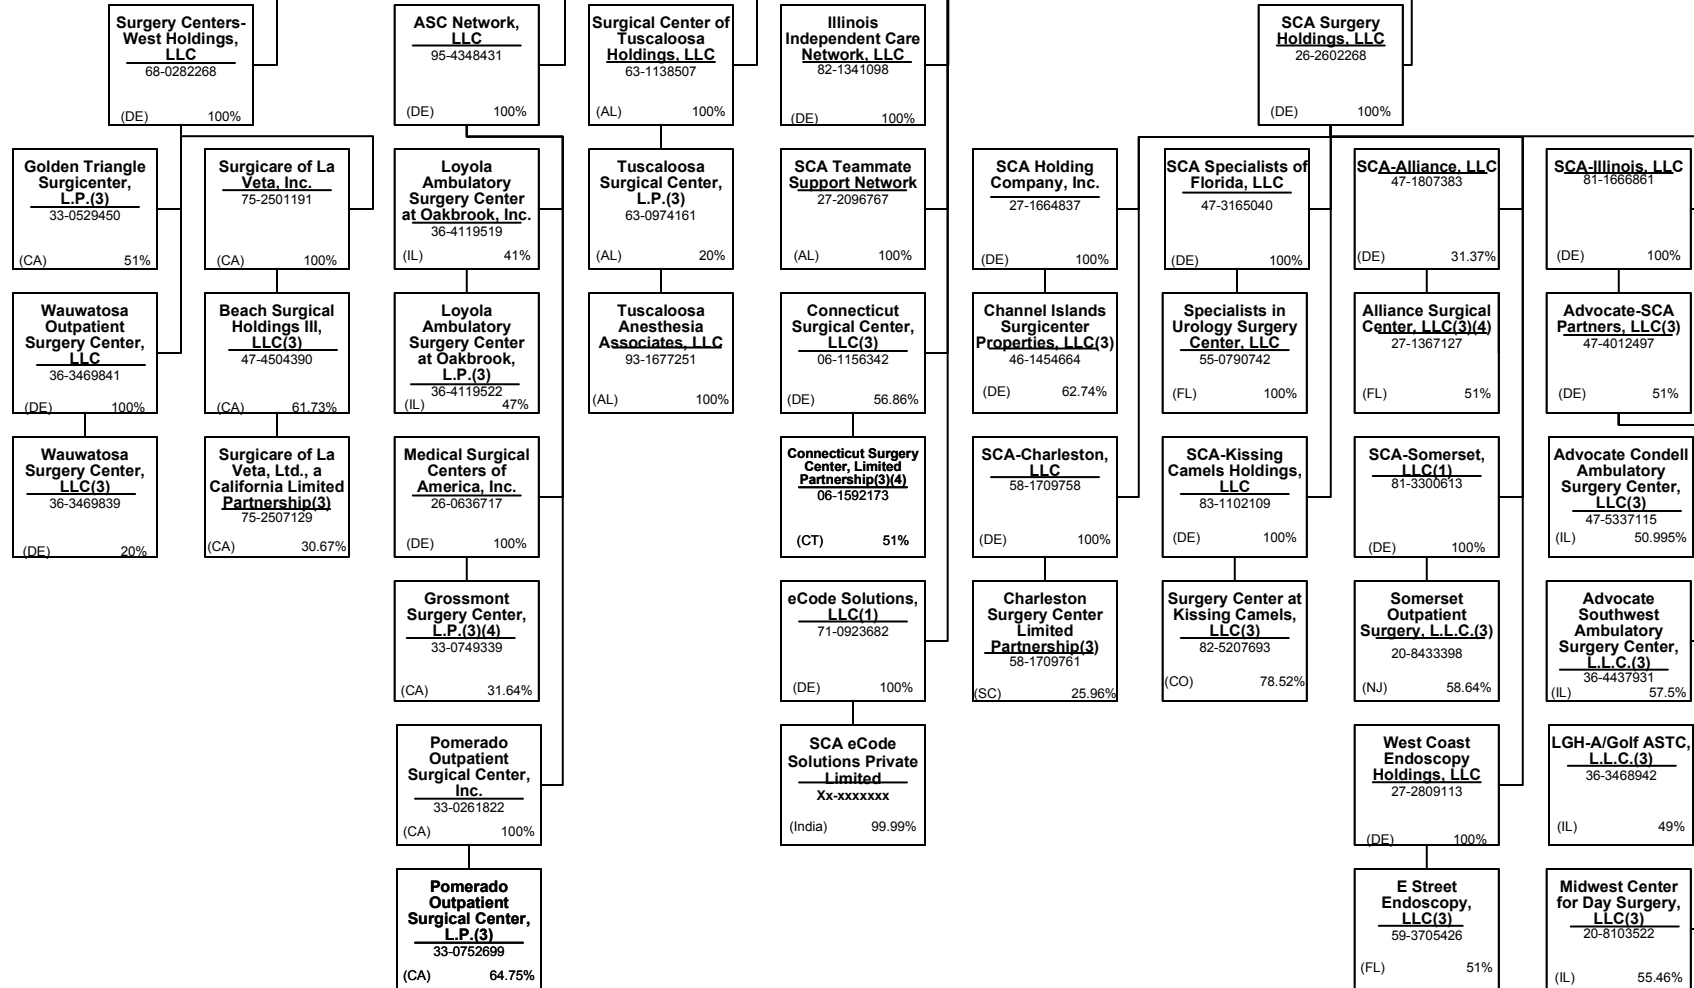 Surgery Centers-
West Holdings,
LLC
68-0282268
(DE) 100%
ASC Network,
LLC
95-4348431
(DE) 100%
Surgical Center of
Tuscaloosa
Holdings, LLC
63-1138507
(AL) 100%
Illinois
Independent Care
Network, LLC
82-1341098
(DE) 100%
SCA Surgery
Holdings, LLC
26-2602268
(DE) 100%
Golden Triangle
Surgicenter,
L.P.(3)
33-0529450
(CA) 51%
Surgicare of La
Veta, Inc.
75-2501191
(CA) 100%
Loyola
Ambulatory
Surgery Center
at Oakbrook, Inc.
36-4119519
(IL) 41%
Tuscaloosa
Surgical Center,
L.P.(3)
63-0974161
(AL) 20%
SCA Teammate
Support Network
27-2096767
(AL) 100%
SCA Holding
Company, Inc.
27-1664837
(DE) 100%
SCA Specialists of
Florida, LLC
47-3165040
(DE) 100%
SCA-Alliance, LLC
47-1807383
(DE) 31.37%
SCA-Illinois, LLC
81-1666861
(DE) 100%
Wauwatosa
Outpatient
Surgery Center,
LLC
36-3469841
(DE) 100%
Beach Surgical
Holdings III,
LLC(3)
47-4504390
(CA) 61.73%
Loyola
Ambulatory
Surgery Center
at Oakbrook,
L.P.(3)
36-4119522
(IL) 47%
Tuscaloosa
Anesthesia
Associates, LLC
93-1677251
(AL) 100%
Connecticut
Surgical Center,
LLC(3)
06-1156342
(DE) 56.86%
Channel Islands
Surgicenter
Properties, LLC(3)
46-1454664
(DE) 62.74%
Specialists in
Urology Surgery
Center, LLC
55-0790742
(FL) 100%
Alliance Surgical
Center, LLC(3)(4)
27-1367127
(FL) 51%
Advocate-SCA
Partners, LLC(3)
47-4012497
(DE) 51%
Wauwatosa
Surgery Center,
LLC(3)
36-3469839
(DE) 20%
Surgicare of La
Veta, Ltd., a
California Limited
Partnership(3)
75-2507129
(CA) 30.67%
Medical Surgical
Centers of
America, Inc.
26-0636717
(DE) 100%
Connecticut Surgery
Center, Limited
Partnership(3)(4)
06-1592173
(CT) 51%
SCA-Charleston,
LLC
58-1709758
(DE) 100%
SCA-Kissing
Camels Holdings,
LLC
83-1102109
(DE) 100%
SCA-Somerset,
LLC(1)
81-3300613
(DE) 100%
Advocate Condell
Ambulatory
Surgery Center,
LLC(3)
47-5337115
(IL) 50.995%
Grossmont
Surgery Center,
L.P.(3)(4)
33-0749339
(CA) 31.64%
eCode Solutions,
LLC(1)
71-0923682
(DE) 100%
Charleston
Surgery Center
Limited
Partnership(3)
58-1709761
(SC) 25.96%
Surgery Center at
Kissing Camels,
LLC(3)
82-5207693
(CO) 78.52%
Somerset
Outpatient
Surgery, L.L.C.(3)
20-8433398
(NJ) 58.64%
Advocate
Southwest
Ambulatory
Surgery Center,
L.L.C.(3)
36-4437931
(IL) 57.5%
Pomerado
Outpatient
Surgical Center,
Inc.
33-0261822
(CA) 100%
SCA eCode
Solutions Private
Limited
Xx-xxxxxxx
(India) 99.99%
West Coast
Endoscopy
Holdings, LLC
27-2809113
(DE) 100%
LGH-A/Golf ASTC,
L.L.C.(3)
36-3468942
(IL) 49%
Pomerado
Outpatient
Surgical Center,
L.P.(3)
33-0752699
(CA) 64.75%
E Street
Endoscopy,
LLC(3)
59-3705426
(FL) 51%
Midwest Center
for Day Surgery,
LLC(3)
20-8103522
(IL) 55.46%